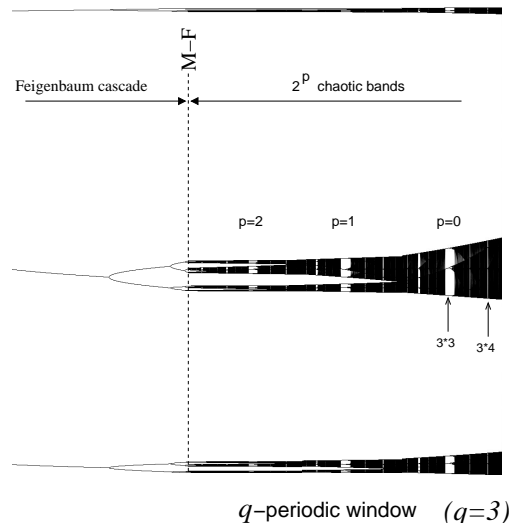 M–F
Feigenbaum cascade
2^p chaotic bands
p=2 p=1 p=0
3*3 3*4
q–periodic window (q=3)